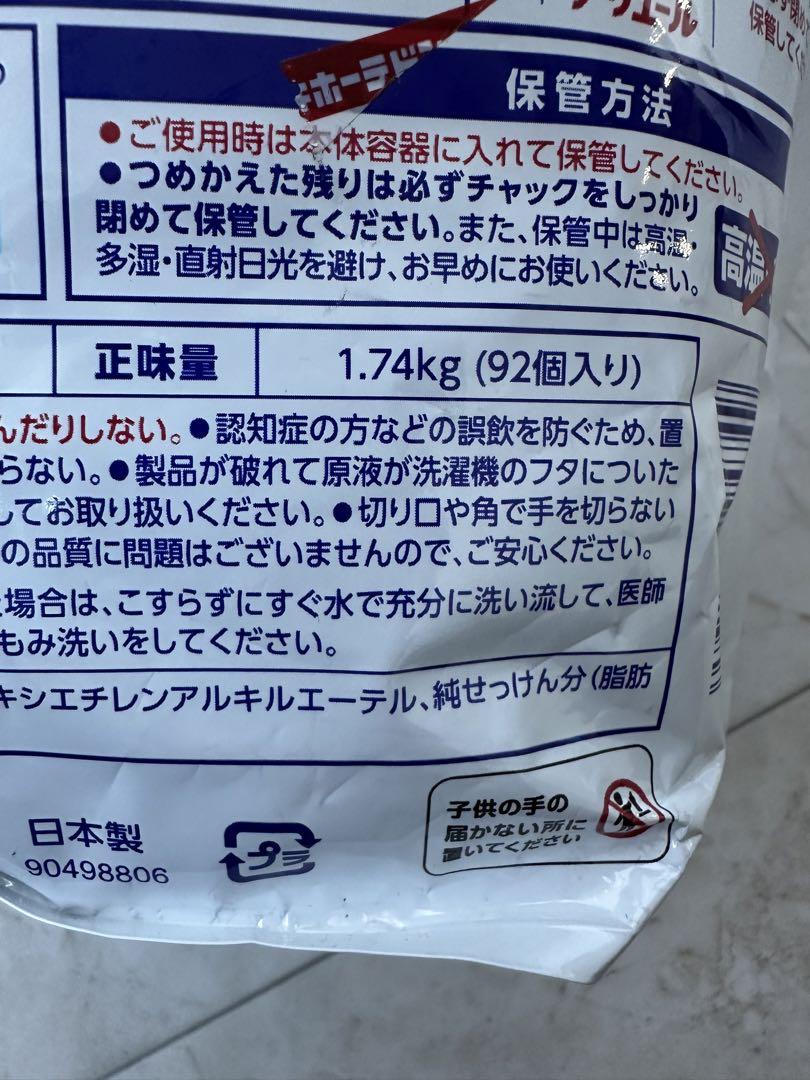 ホーテドン
エール
保管方法
●ご使用時は本体容器に入れて保管してください。
●つめかえた残りは必ずチャックをしっかり
閉めて保管してください。また、保管中は高温
多湿・直射日光を避け、お早めにお使いください。
高温
正味量
1.74kg (92個入り)
んだりしない。●認知症の方などの誤飲を防ぐため、置
らない。●製品が破れて原液が洗濯機のフタについた
してお取り扱いください。●切り口や角で手を切らない
の品質に問題はございませんので、ご安心ください。
場合は、こすらずにすぐ水で充分に洗い流して、医師
もみ洗いをしてください。
キシエチレンアルキルエーテル、純せっけん分(脂肪
日本製
90498806
プラ
子供の手の
届かない所に
置いてください